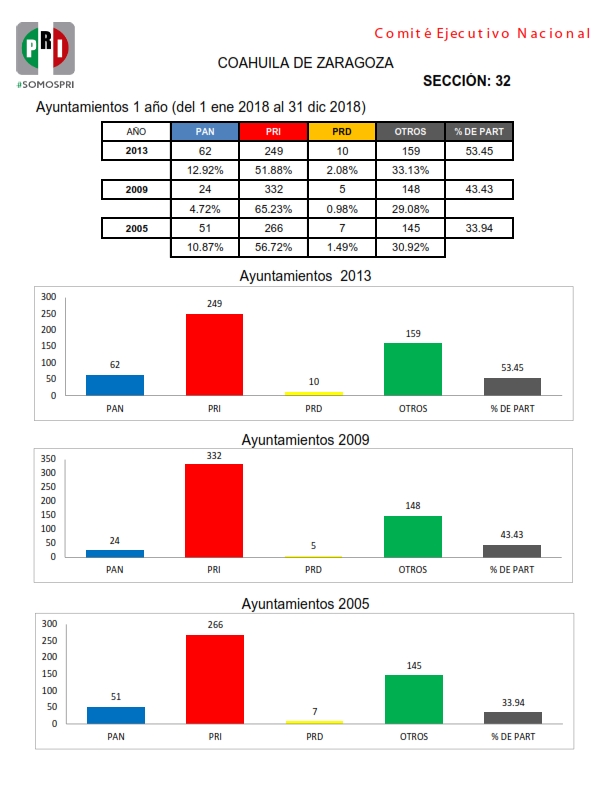 PRI
#SOMOSPRI
Comité Ejecutivo Nacional
COAHUILA DE ZARAGOZA
SECCIÓN: 32
Ayuntamientos 1 año (del 1 ene 2018 al 31 dic 2018)
AÑO PAN PRI PRD OTROS % DE PART
2013 62 249 10 159 53.45
12.92% 51.88% 2.08% 33.13%
2009 24 332 5 148 43.43
4.72% 65.23% 0.98% 29.08%
2005 51 266 7 145 33.94
10.87% 56.72% 1.49% 30.92%
Ayuntamientos 2013
300
250
200
150
100
50
0
62 249 10 159 53.45
PAN PRI PRD OTROS % DE PART
Ayuntamientos 2009
350
300
250
200
150
100
50
0
24 332 5 148 43.43
PAN PRI PRD OTROS % DE PART
Ayuntamientos 2005
300
250
200
150
100
50
0
51 266 7 145 33.94
PAN PRI PRD OTROS % DE PART